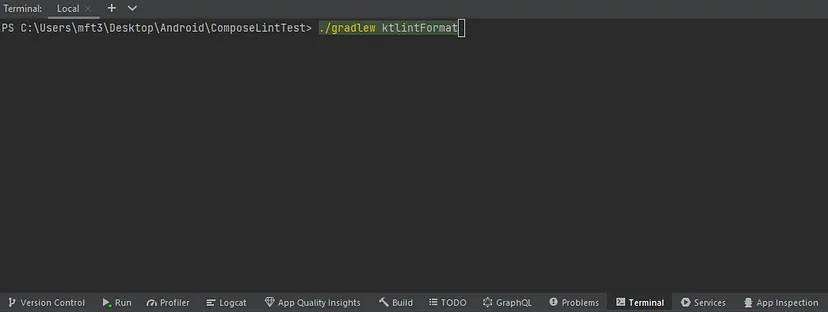 Terminal: Local
PS C:\Users\mft3\Desktop\Android\ComposeLintTest> ./gradlew ktlintFormat
Version Control Run Profiler Logcat App Quality Insights Build TODO GraphQL Problems Terminal Services App Inspection